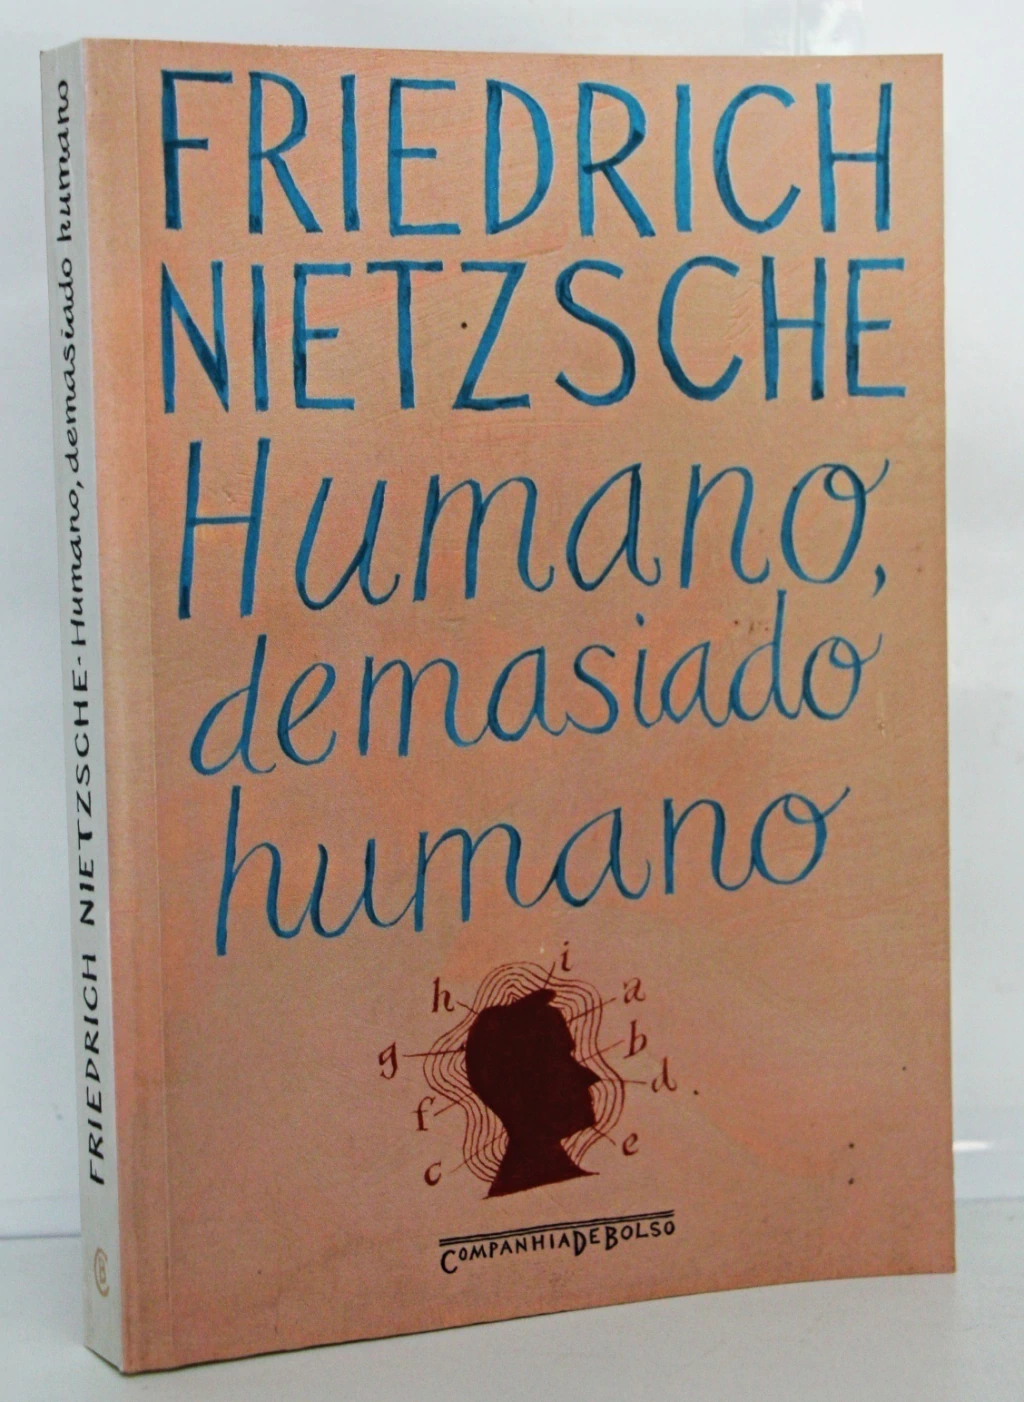 FRIEDRICH NIETZSCHE - Humano, demasiado humano
FRIEDRICH
NIETZSCHE
Humano,
demasiado
humano
i
h a
g b
d
f
c e
COMPANHIADEBOLSO